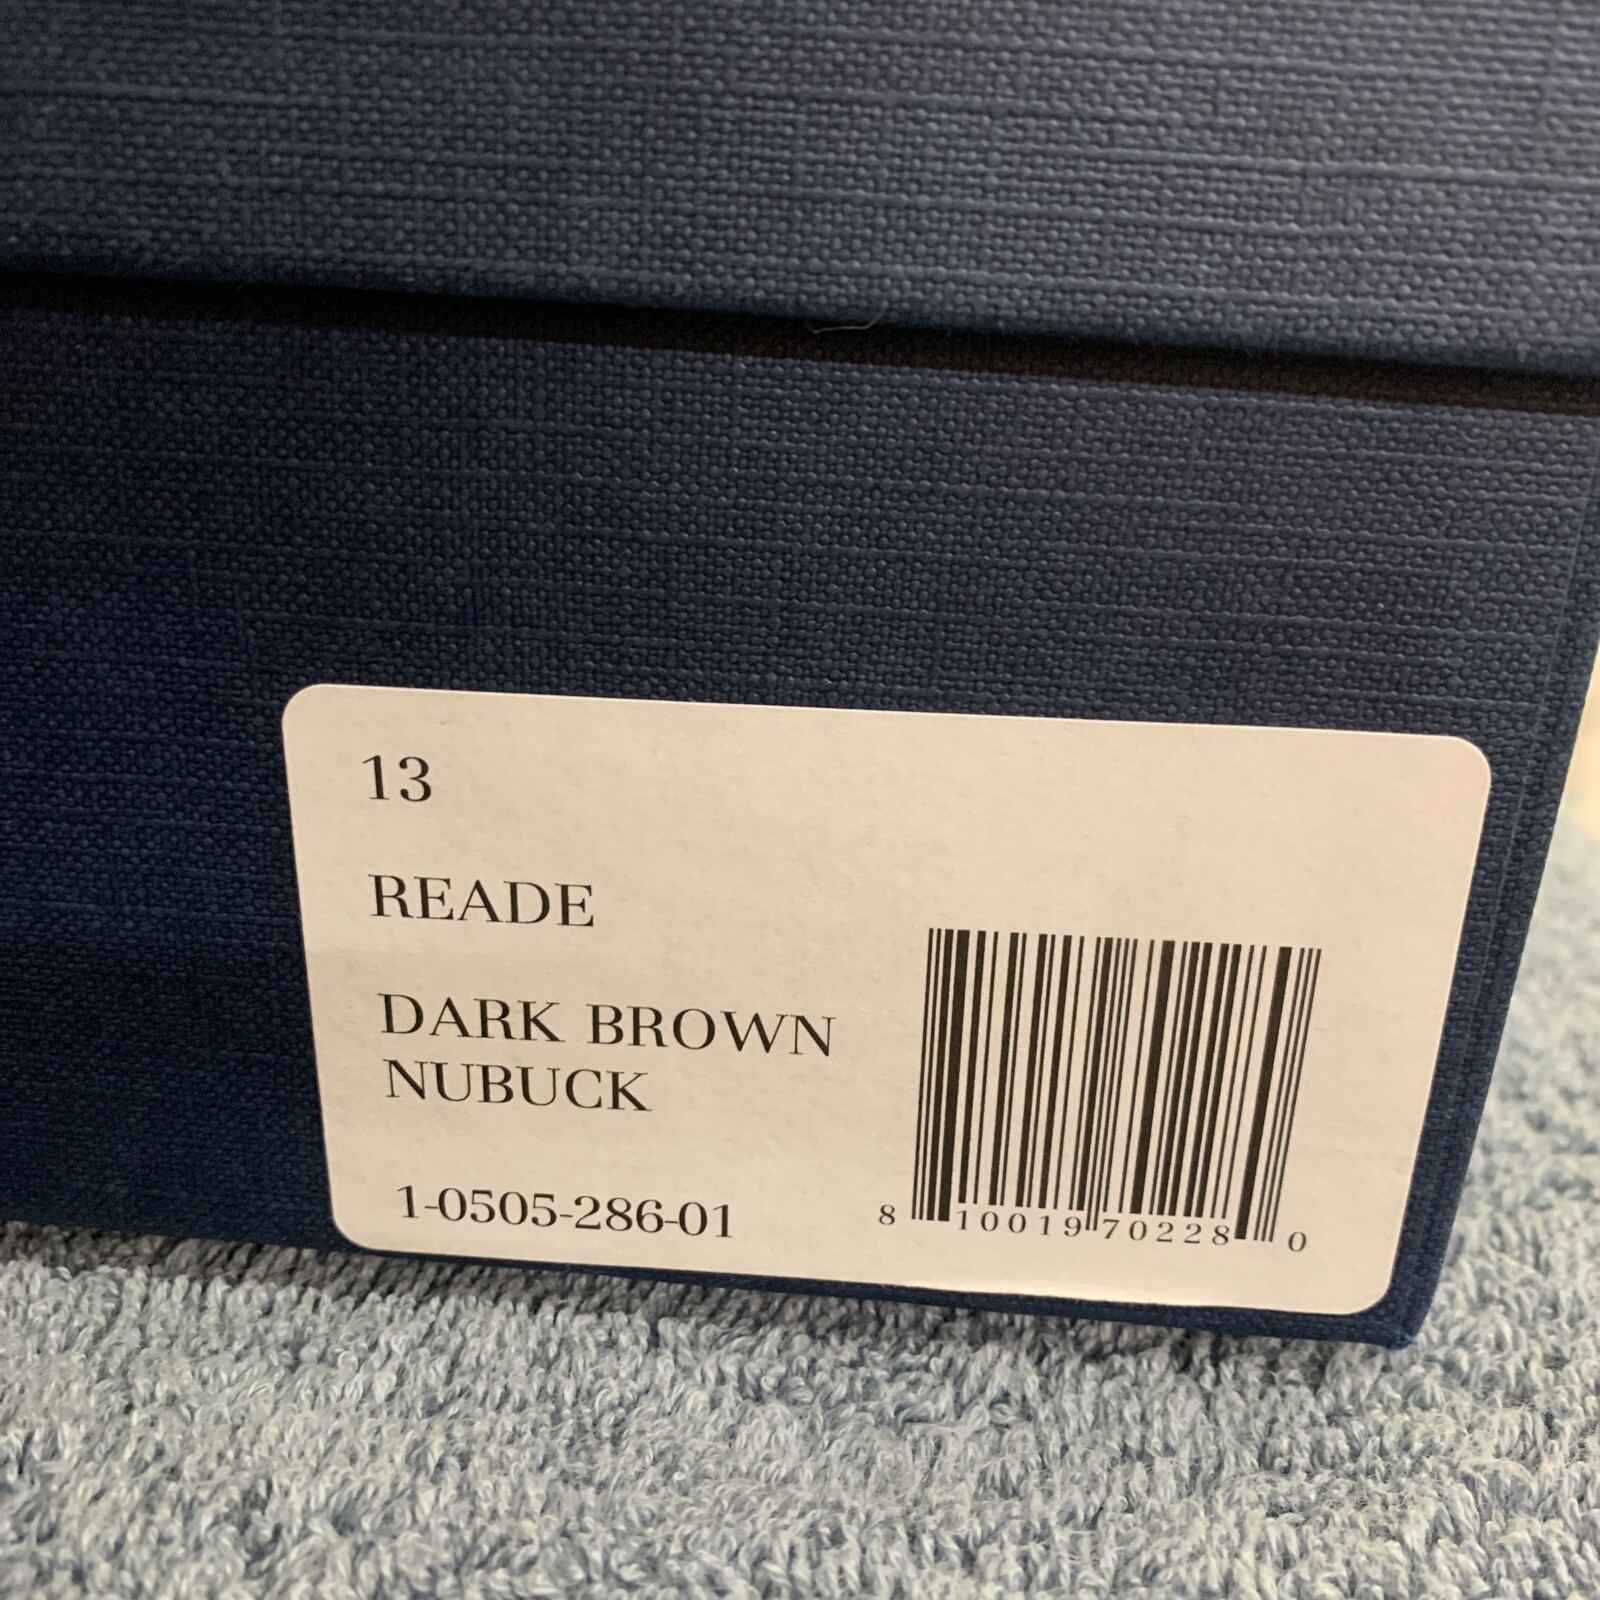 13
READE
DARK BROWN
NUBUCK
1-0505-286-01
8 10019 70228 0